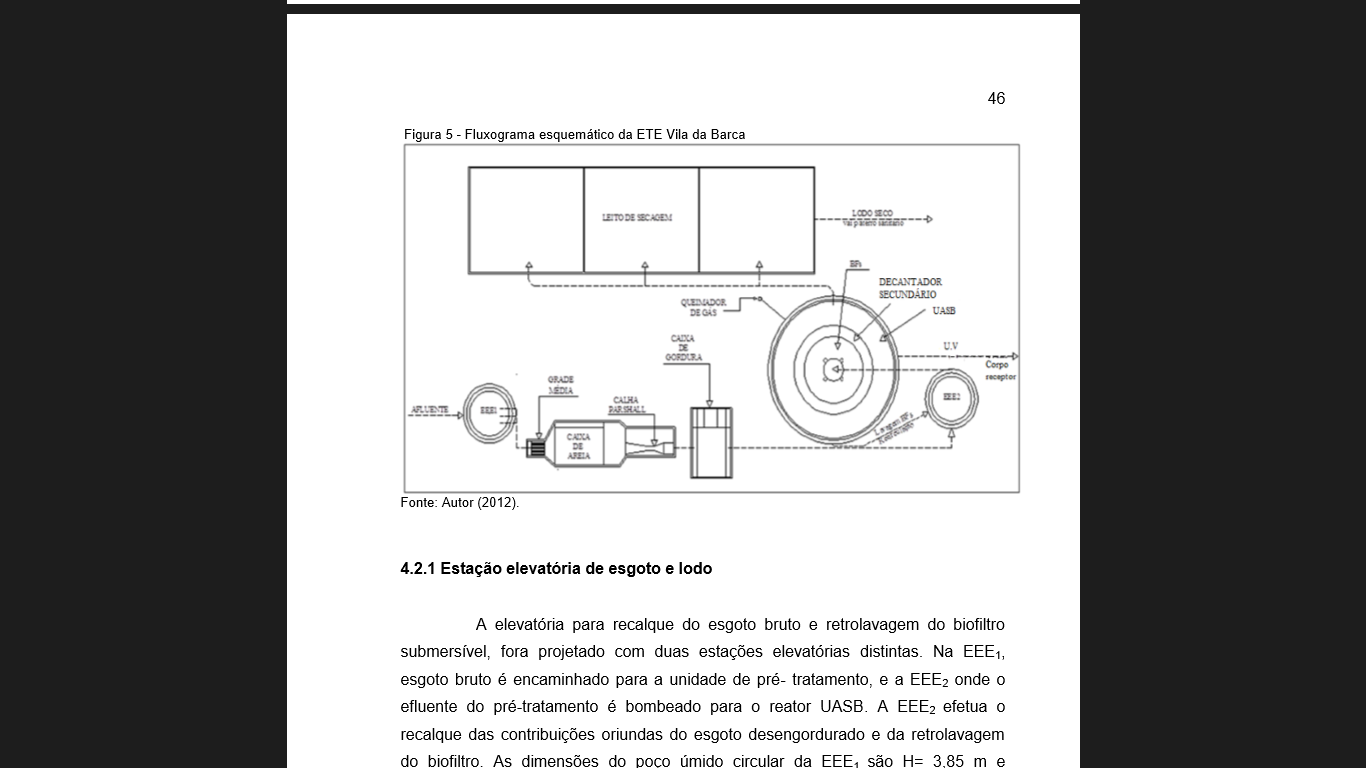 46
Figura 5 - Fluxograma esquemático da ETE Vila da Barca
LEITO DE SECAGEM
LODO SECO
vai p/aterro sanitário
BFs
DECANTADOR
SECUNDÁRIO
UASB
QUEIMADOR
DE GÁS
CAIXA
DE
GORDURA
U.V
Corpo
receptor
GRADE
MÉDIA
CALHA
PARSHALL
AFLUENTE
EEE1
EEE2
CAIXA
DE
AREIA
Lavagem BFs
Fonte: Autor (2012).
4.2.1 Estação elevatória de esgoto e lodo
A elevatória para recalque do esgoto bruto e retrolavagem do biofiltro
submersível, fora projetado com duas estações elevatórias distintas. Na EEE₁,
esgoto bruto é encaminhado para a unidade de pré- tratamento, e a EEE₂ onde o
efluente do pré-tratamento é bombeado para o reator UASB. A EEE₂ efetua o
recalque das contribuições oriundas do esgoto desengordurado e da retrolavagem
do biofiltro. As dimensões do poço úmido circular da EEE₁ são H= 3,85 m e